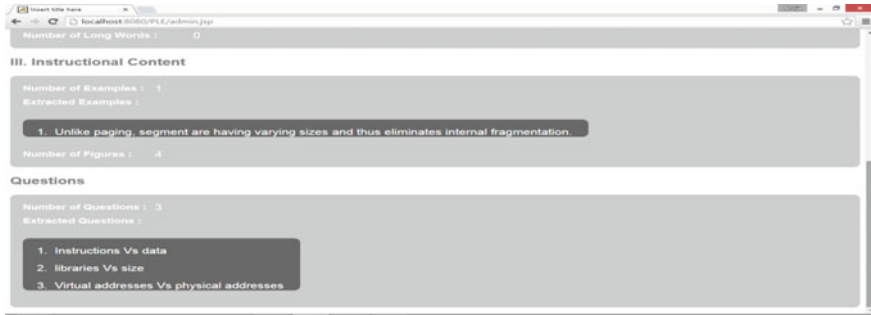 Insert title here
localhost:8080/PLE/admin.jsp
Number of Long Words : 0
III. Instructional Content
Number of Examples : 1
Extracted Examples :
1. Unlike paging, segment are having varying sizes and thus eliminates internal fragmentation.
Number of Figures : 4
Questions
Number of Questions : 3
Extracted Questions :
1. Instructions Vs data
2. libraries Vs size
3. Virtual addresses Vs physical addresses